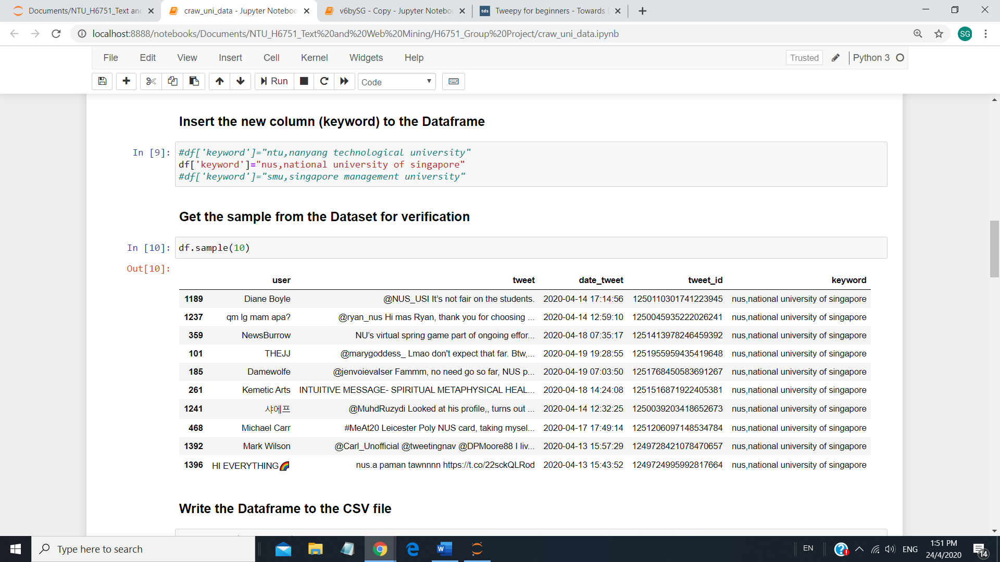 Documents/NTU_H6751_Text an
craw_uni_data - Jupyter Noteboo
v6bySG - Copy - Jupyter Notebo
tds Tweepy for beginners - Towards
localhost:8888/notebooks/Documents/NTU_H6751_Text%20and%20Web%20Mining/H6751_Group%20Project/craw_uni_data.ipynb
SG
File Edit View Insert Cell Kernel Widgets Help Trusted Python 3
Run Code
Insert the new column (keyword) to the Dataframe
In [9]: #df['keyword']="ntu,nanyang technological university"
df['keyword']="nus,national university of singapore"
#df['keyword']="smu,singapore management university"
Get the sample from the Dataset for verification
In [10]: df.sample(10)
Out[10]:
user tweet date_tweet tweet_id keyword
1189 Diane Boyle @NUS_USI It’s not fair on the students. 2020-04-14 17:14:56 1250110301741223945 nus,national university of singapore
1237 qm lg mam apa? @ryan_nus Hi mas Ryan, thank you for choosing ... 2020-04-14 12:59:10 1250045935222026241 nus,national university of singapore
359 NewsBurrow NU’s virtual spring game part of ongoing effor... 2020-04-18 07:35:17 1251413978246459392 nus,national university of singapore
101 THEJJ @marygoddess_ Lmao don't expect that far. Btw,... 2020-04-19 19:28:55 1251955959435419648 nus,national university of singapore
185 Damewolfe @jenvoievalser Fammm, no need go so far, NUS p... 2020-04-19 07:03:50 1251768450583691267 nus,national university of singapore
261 Kemetic Arts INTUITIVE MESSAGE- SPIRITUAL METAPHYSICAL HEAL... 2020-04-18 14:24:08 1251516871922405381 nus,national university of singapore
1241 샤에프 @MuhdRuzydi Looked at his profile,, turns out ... 2020-04-14 12:32:25 1250039203418652673 nus,national university of singapore
468 Michael Carr #MeAt20 Leicester Poly NUS card, taking mysel... 2020-04-17 17:49:14 1251206097148534784 nus,national university of singapore
1392 Mark Wilson @Carl_Unofficial @tweetingnav @DPMoore88 I liv... 2020-04-13 15:57:29 1249728421078470657 nus,national university of singapore
1396 HI EVERYTHING🌈 nus.a paman tawnnnn https://t.co/22sckQLRod 2020-04-13 15:43:52 1249724995992817664 nus,national university of singapore
Write the Dataframe to the CSV file
Type here to search
EN
ENG
1:51 PM
24/4/2020
14